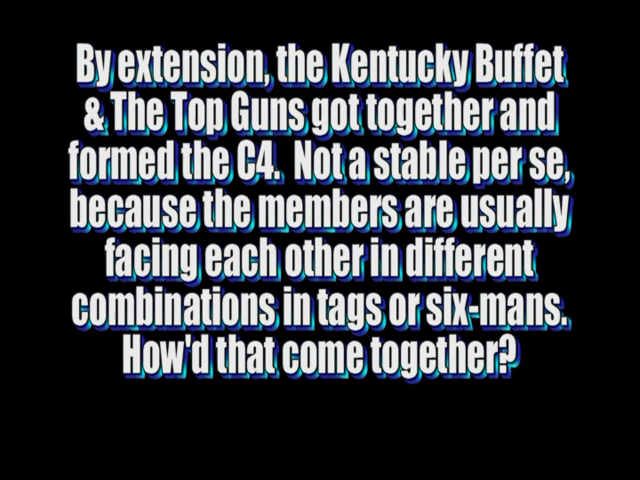 By extension, the Kentucky Buffet
& The Top Guns got together and
formed the C4.  Not a stable per se,
because the members are usually
facing each other in different
combinations in tags or six-mans.
How'd that come together?